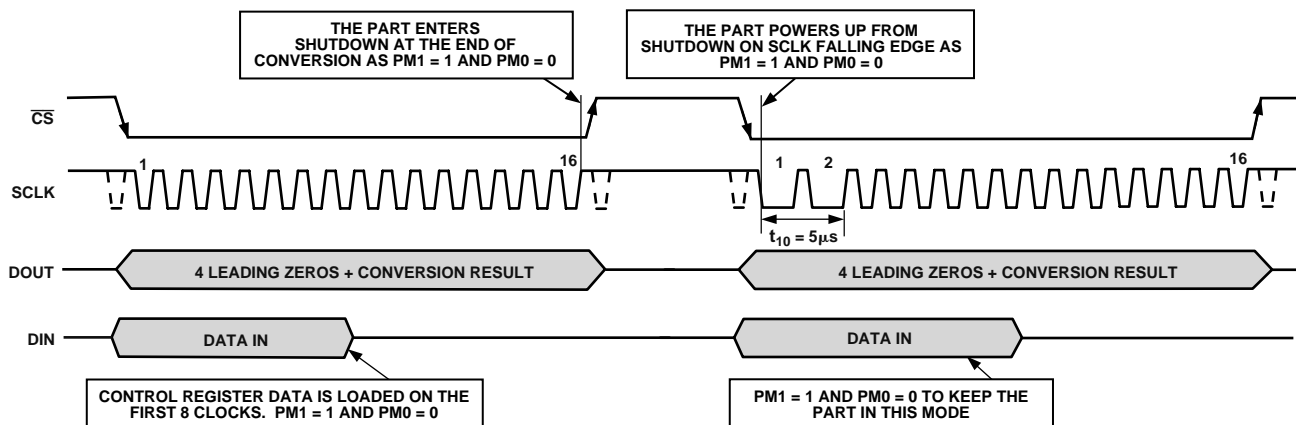 THE PART ENTERS
SHUTDOWN AT THE END OF
CONVERSION AS PM1 = 1 AND PM0 = 0
THE PART POWERS UP FROM
SHUTDOWN ON SCLK FALLING EDGE AS
PM1 = 1 AND PM0 = 0
CS
SCLK
1
16
1
2
16
t10 = 5µs
DOUT
4 LEADING ZEROS + CONVERSION RESULT
4 LEADING ZEROS + CONVERSION RESULT
DIN
DATA IN
DATA IN
CONTROL REGISTER DATA IS LOADED ON THE
FIRST 8 CLOCKS. PM1 = 1 AND PM0 = 0
PM1 = 1 AND PM0 = 0 TO KEEP THE
PART IN THIS MODE